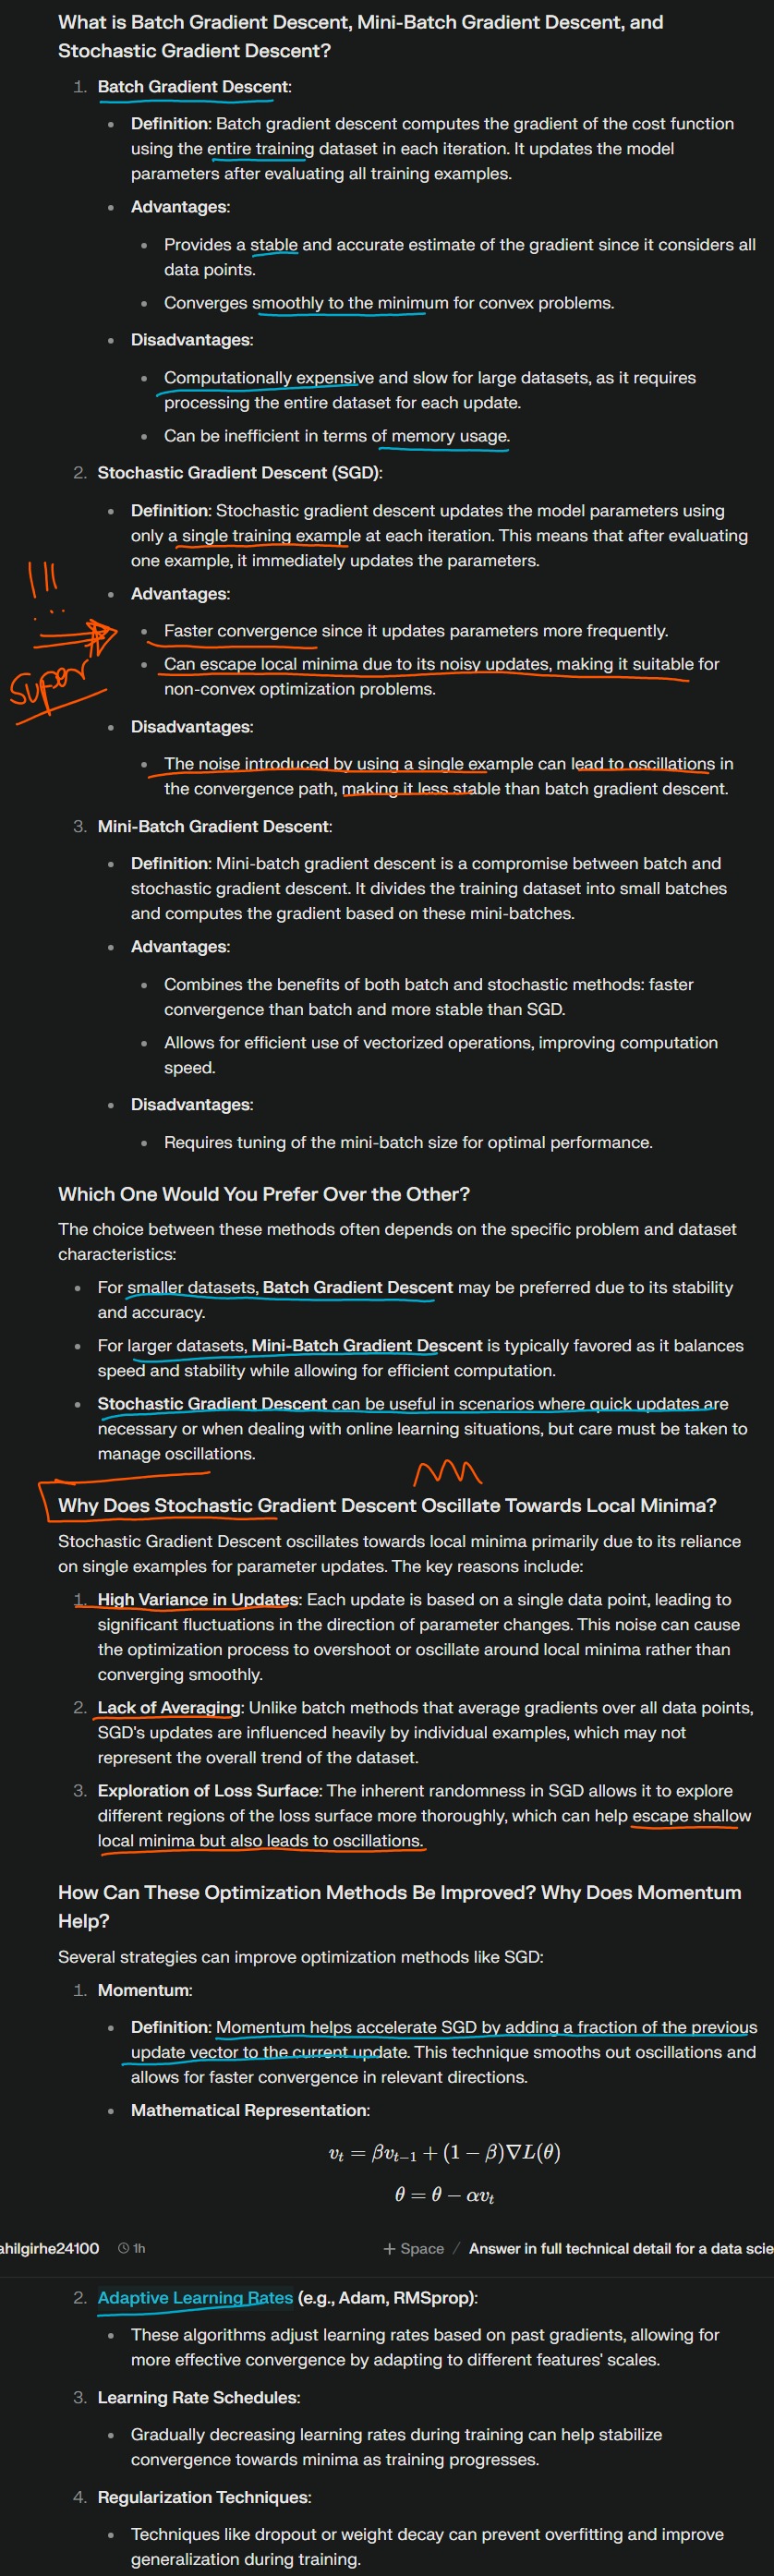 What is Batch Gradient Descent, Mini-Batch Gradient Descent, and
Stochastic Gradient Descent?
1. Batch Gradient Descent:
• Definition: Batch gradient descent computes the gradient of the cost function
using the entire training dataset in each iteration. It updates the model
parameters after evaluating all training examples.
• Advantages:
• Provides a stable and accurate estimate of the gradient since it considers all
data points.
• Converges smoothly to the minimum for convex problems.
• Disadvantages:
• Computationally expensive and slow for large datasets, as it requires
processing the entire dataset for each update.
• Can be inefficient in terms of memory usage.
2. Stochastic Gradient Descent (SGD):
• Definition: Stochastic gradient descent updates the model parameters using
only a single training example at each iteration. This means that after evaluating
one example, it immediately updates the parameters.
!!!
• Advantages:
• Faster convergence since it updates parameters more frequently.
super
• Can escape local minima due to its noisy updates, making it suitable for
non-convex optimization problems.
• Disadvantages:
• The noise introduced by using a single example can lead to oscillations in
the convergence path, making it less stable than batch gradient descent.
3. Mini-Batch Gradient Descent:
• Definition: Mini-batch gradient descent is a compromise between batch and
stochastic gradient descent. It divides the training dataset into small batches
and computes the gradient based on these mini-batches.
• Advantages:
• Combines the benefits of both batch and stochastic methods: faster
convergence than batch and more stable than SGD.
• Allows for efficient use of vectorized operations, improving computation
speed.
• Disadvantages:
• Requires tuning of the mini-batch size for optimal performance.
Which One Would You Prefer Over the Other?
The choice between these methods often depends on the specific problem and dataset
characteristics:
• For smaller datasets, Batch Gradient Descent may be preferred due to its stability
and accuracy.
• For larger datasets, Mini-Batch Gradient Descent is typically favored as it balances
speed and stability while allowing for efficient computation.
• Stochastic Gradient Descent can be useful in scenarios where quick updates are
necessary or when dealing with online learning situations, but care must be taken to
manage oscillations.
Why Does Stochastic Gradient Descent Oscillate Towards Local Minima?
Stochastic Gradient Descent oscillates towards local minima primarily due to its reliance
on single examples for parameter updates. The key reasons include:
1. High Variance in Updates: Each update is based on a single data point, leading to
significant fluctuations in the direction of parameter changes. This noise can cause
the optimization process to overshoot or oscillate around local minima rather than
converging smoothly.
2. Lack of Averaging: Unlike batch methods that average gradients over all data points,
SGD's updates are influenced heavily by individual examples, which may not
represent the overall trend of the dataset.
3. Exploration of Loss Surface: The inherent randomness in SGD allows it to explore
different regions of the loss surface more thoroughly, which can help escape shallow
local minima but also leads to oscillations.
How Can These Optimization Methods Be Improved? Why Does Momentum
Help?
Several strategies can improve optimization methods like SGD:
1. Momentum:
• Definition: Momentum helps accelerate SGD by adding a fraction of the previous
update vector to the current update. This technique smooths out oscillations and
allows for faster convergence in relevant directions.
• Mathematical Representation:
vₜ = βvₜ₋₁ + (1 − β)∇L(θ)
θ = θ − αvₜ
ahilgirhe24100 1h + Space / Answer in full technical detail for a data scie
2. Adaptive Learning Rates (e.g., Adam, RMSprop):
• These algorithms adjust learning rates based on past gradients, allowing for
more effective convergence by adapting to different features' scales.
3. Learning Rate Schedules:
• Gradually decreasing learning rates during training can help stabilize
convergence towards minima as training progresses.
4. Regularization Techniques:
• Techniques like dropout or weight decay can prevent overfitting and improve
generalization during training.